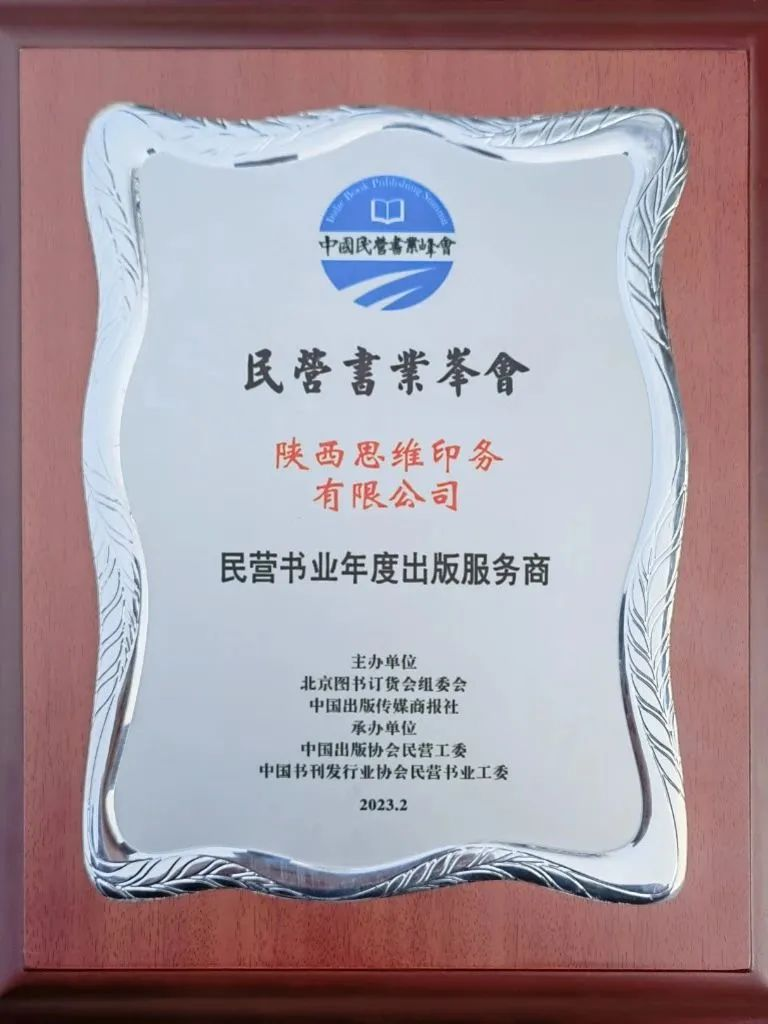 Indie Book Publishing Summit
中國民營書業峰會
民營書業峯會
陕西思维印务
有限公司
民营书业年度出版服务商
主办单位
北京图书订货会组委会
中国出版传媒商报社
承办单位
中国出版协会民营工委
中国书刊发行业协会民营书业工委
2023.2